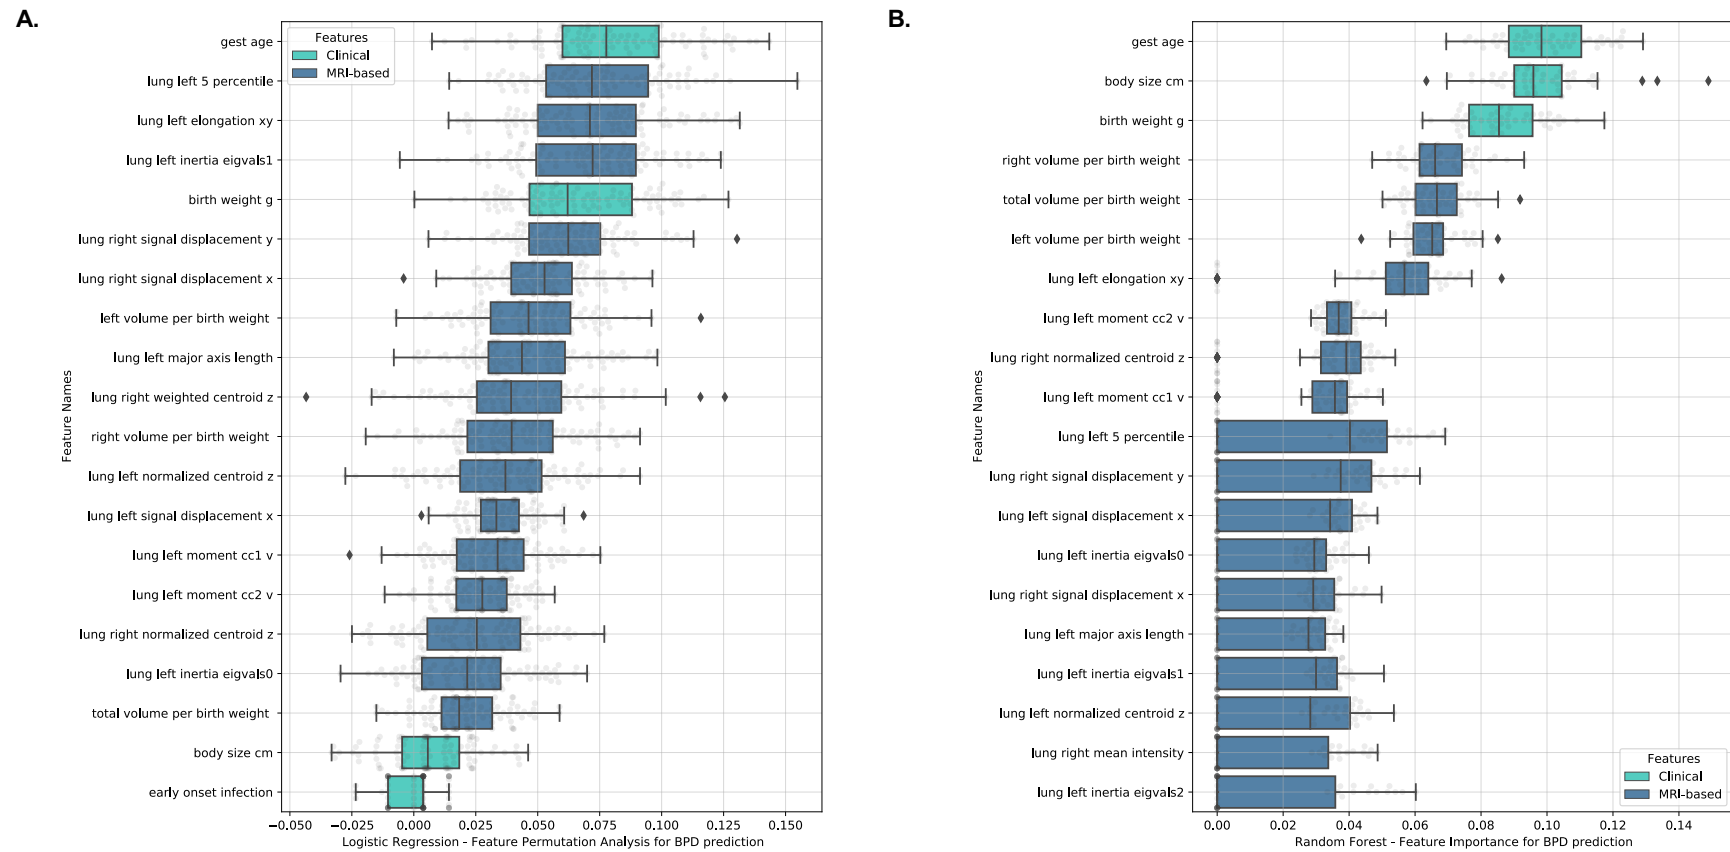 A.
Features
Clinical
MRI-based
gest age
lung left 5 percentile
lung left elongation xy
lung left inertia eigvals1
birth weight g
lung right signal displacement y
lung right signal displacement x
left volume per birth weight
lung left major axis length
lung right weighted centroid z
right volume per birth weight
lung left normalized centroid z
lung left signal displacement x
lung left moment cc1 v
lung left moment cc2 v
lung right normalized centroid z
lung left inertia eigvals0
total volume per birth weight
body size cm
early onset infection
Feature Names
−0.050 −0.025 0.000 0.025 0.050 0.075 0.100 0.125 0.150
Logistic Regression - Feature Permutation Analysis for BPD prediction
B.
gest age
body size cm
birth weight g
right volume per birth weight
total volume per birth weight
left volume per birth weight
lung left elongation xy
lung left moment cc2 v
lung right normalized centroid z
lung left moment cc1 v
lung left 5 percentile
lung right signal displacement y
lung left signal displacement x
lung left inertia eigvals0
lung right signal displacement x
lung left major axis length
lung left inertia eigvals1
lung left normalized centroid z
lung right mean intensity
lung left inertia eigvals2
Feature Names
Features
Clinical
MRI-based
0.00 0.02 0.04 0.06 0.08 0.10 0.12 0.14
Random Forest - Feature Importance for BPD prediction